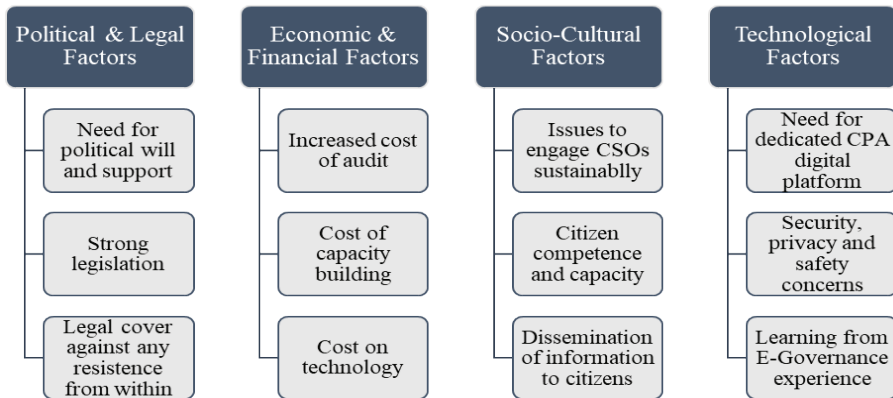 Political & Legal
Factors
Need for
political will
and support
Strong
legislation
Legal cover
against any
resistence from
within
Economic &
Financial Factors
Increased cost
of audit
Cost of
capacity
building
Cost on
technology
Socio-Cultural
Factors
Issues to
engage CSOs
sustainablly
Citizen
competence
and capacity
Dissemination
of information
to citizens
Technological
Factors
Need for
dedicated CPA
digital
platform
Security,
privacy and
safety
concerns
Learning from
E-Governance
experience